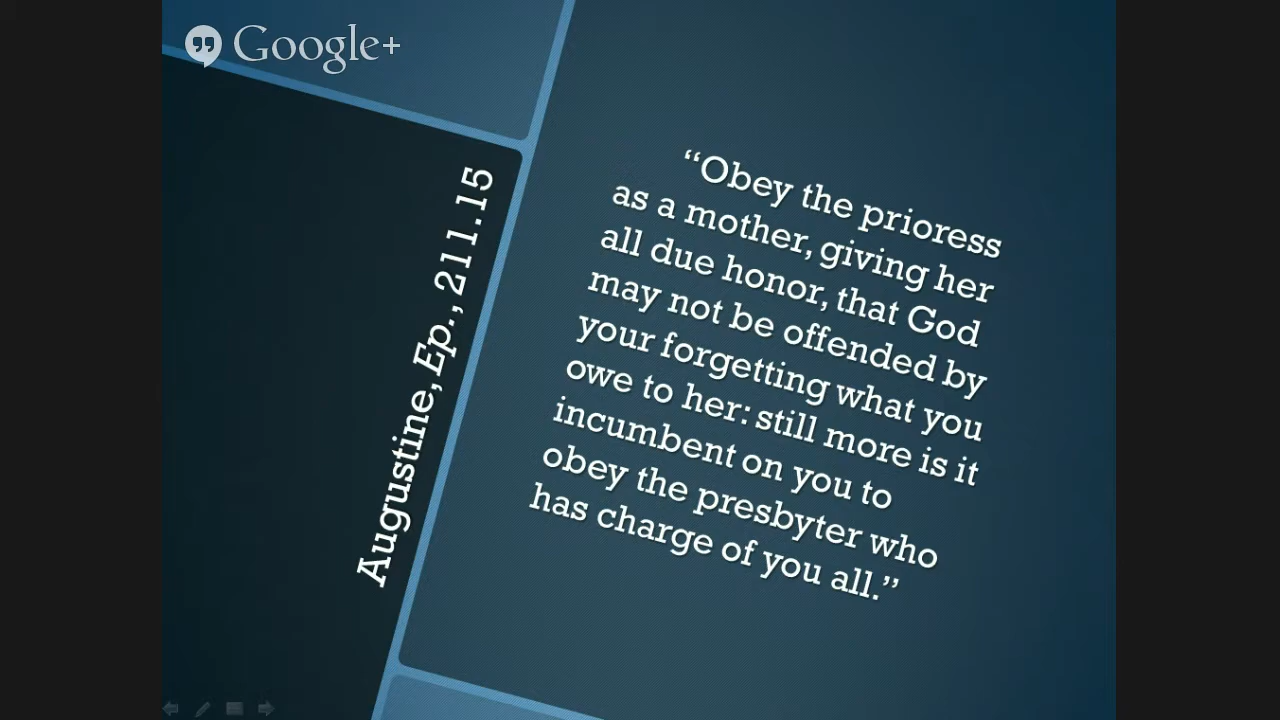 Google+
Augustine, Ep., 211.15
“Obey the prioress
as a mother, giving her
all due honor, that God
may not be offended by
your forgetting what you
owe to her: still more is it
incumbent on you to
obey the presbyter who
has charge of you all.”